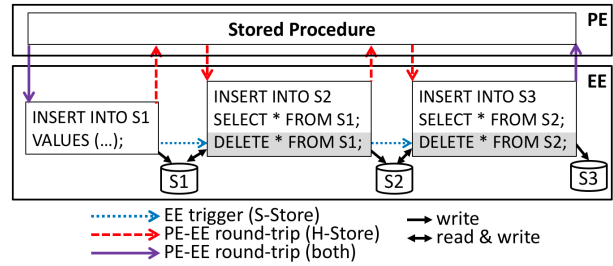 Stored Procedure
PE
EE
INSERT INTO S1
VALUES (...);
INSERT INTO S2
SELECT * FROM S1;
DELETE * FROM S1;
INSERT INTO S3
SELECT * FROM S2;
DELETE * FROM S2;
S1
S2
S3
EE trigger (S-Store)
PE-EE round-trip (H-Store)
PE-EE round-trip (both)
write
read & write